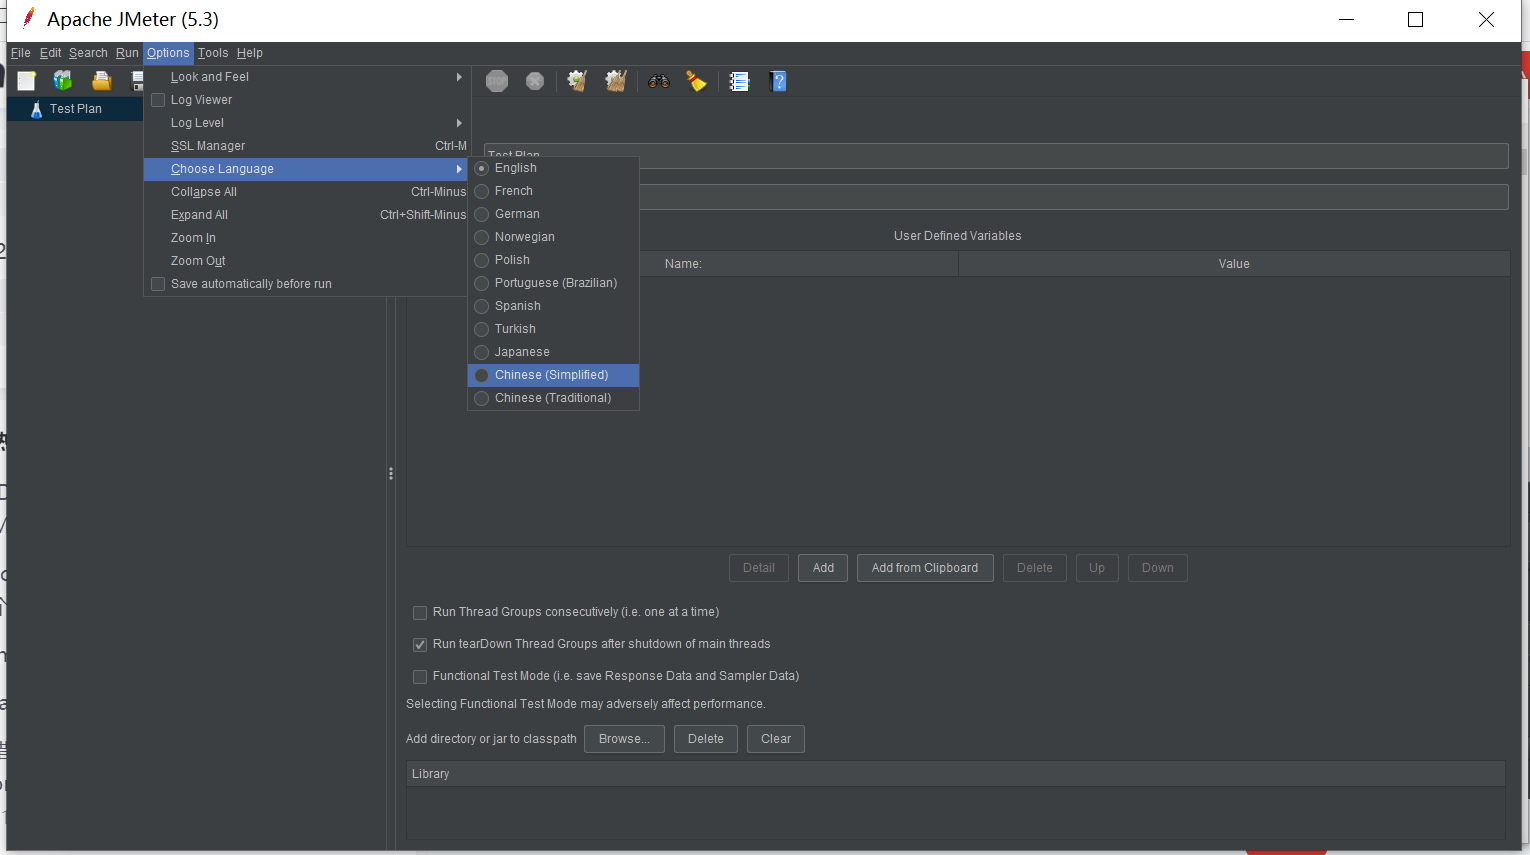 Apache JMeter (5.3)
File Edit Search Run Options Tools Help
Look and Feel
Log Viewer
Log Level
SSL Manager Ctrl-M
Choose Language
Collapse All Ctrl-Minus
Expand All Ctrl+Shift-Minus
Zoom In
Zoom Out
Save automatically before run
STOP
Test Plan
Test Plan
English
French
German
Norwegian
Polish
Portuguese (Brazilian)
Spanish
Turkish
Japanese
Chinese (Simplified)
Chinese (Traditional)
User Defined Variables
Name: Value
Detail Add Add from Clipboard Delete Up Down
Run Thread Groups consecutively (i.e. one at a time)
Run tearDown Thread Groups after shutdown of main threads
Functional Test Mode (i.e. save Response Data and Sampler Data)
Selecting Functional Test Mode may adversely affect performance.
Add directory or jar to classpath Browse... Delete Clear
Library